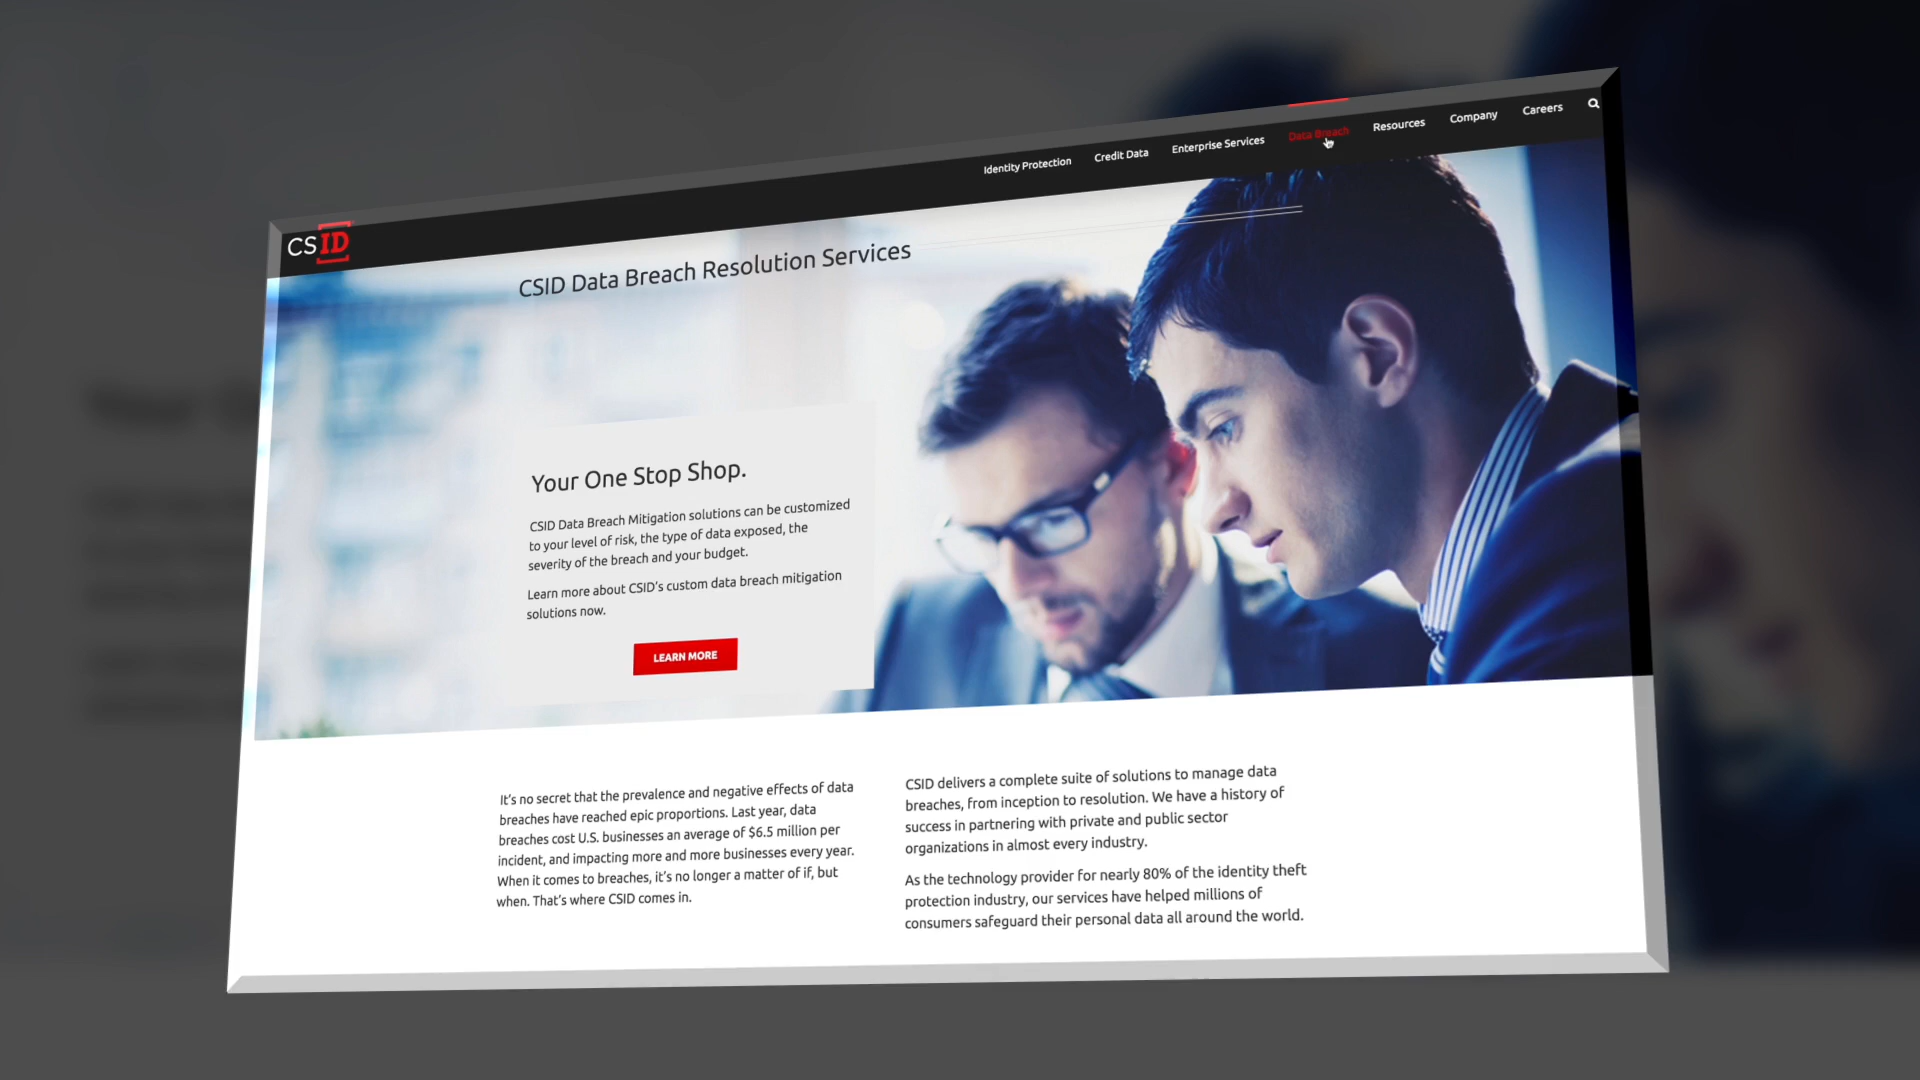 Identity Protection Credit Data Enterprise Services Data Breach Resources Company Careers
CSID
CSID Data Breach Resolution Services
Your One Stop Shop.
CSID Data Breach Mitigation solutions can be customized
to your level of risk, the type of data exposed, the
severity of the breach and your budget.
Learn more about CSID's custom data breach mitigation
solutions now.
LEARN MORE
It's no secret that the prevalence and negative effects of data
breaches have reached epic proportions. Last year, data
breaches cost U.S. businesses an average of $6.5 million per
incident, and impacting more and more businesses every year.
When it comes to breaches, it's no longer a matter of if, but
when. That's where CSID comes in.
CSID delivers a complete suite of solutions to manage data
breaches, from inception to resolution. We have a history of
success in partnering with private and public sector
organizations in almost every industry.
As the technology provider for nearly 80% of the identity theft
protection industry, our services have helped millions of
consumers safeguard their personal data all around the world.